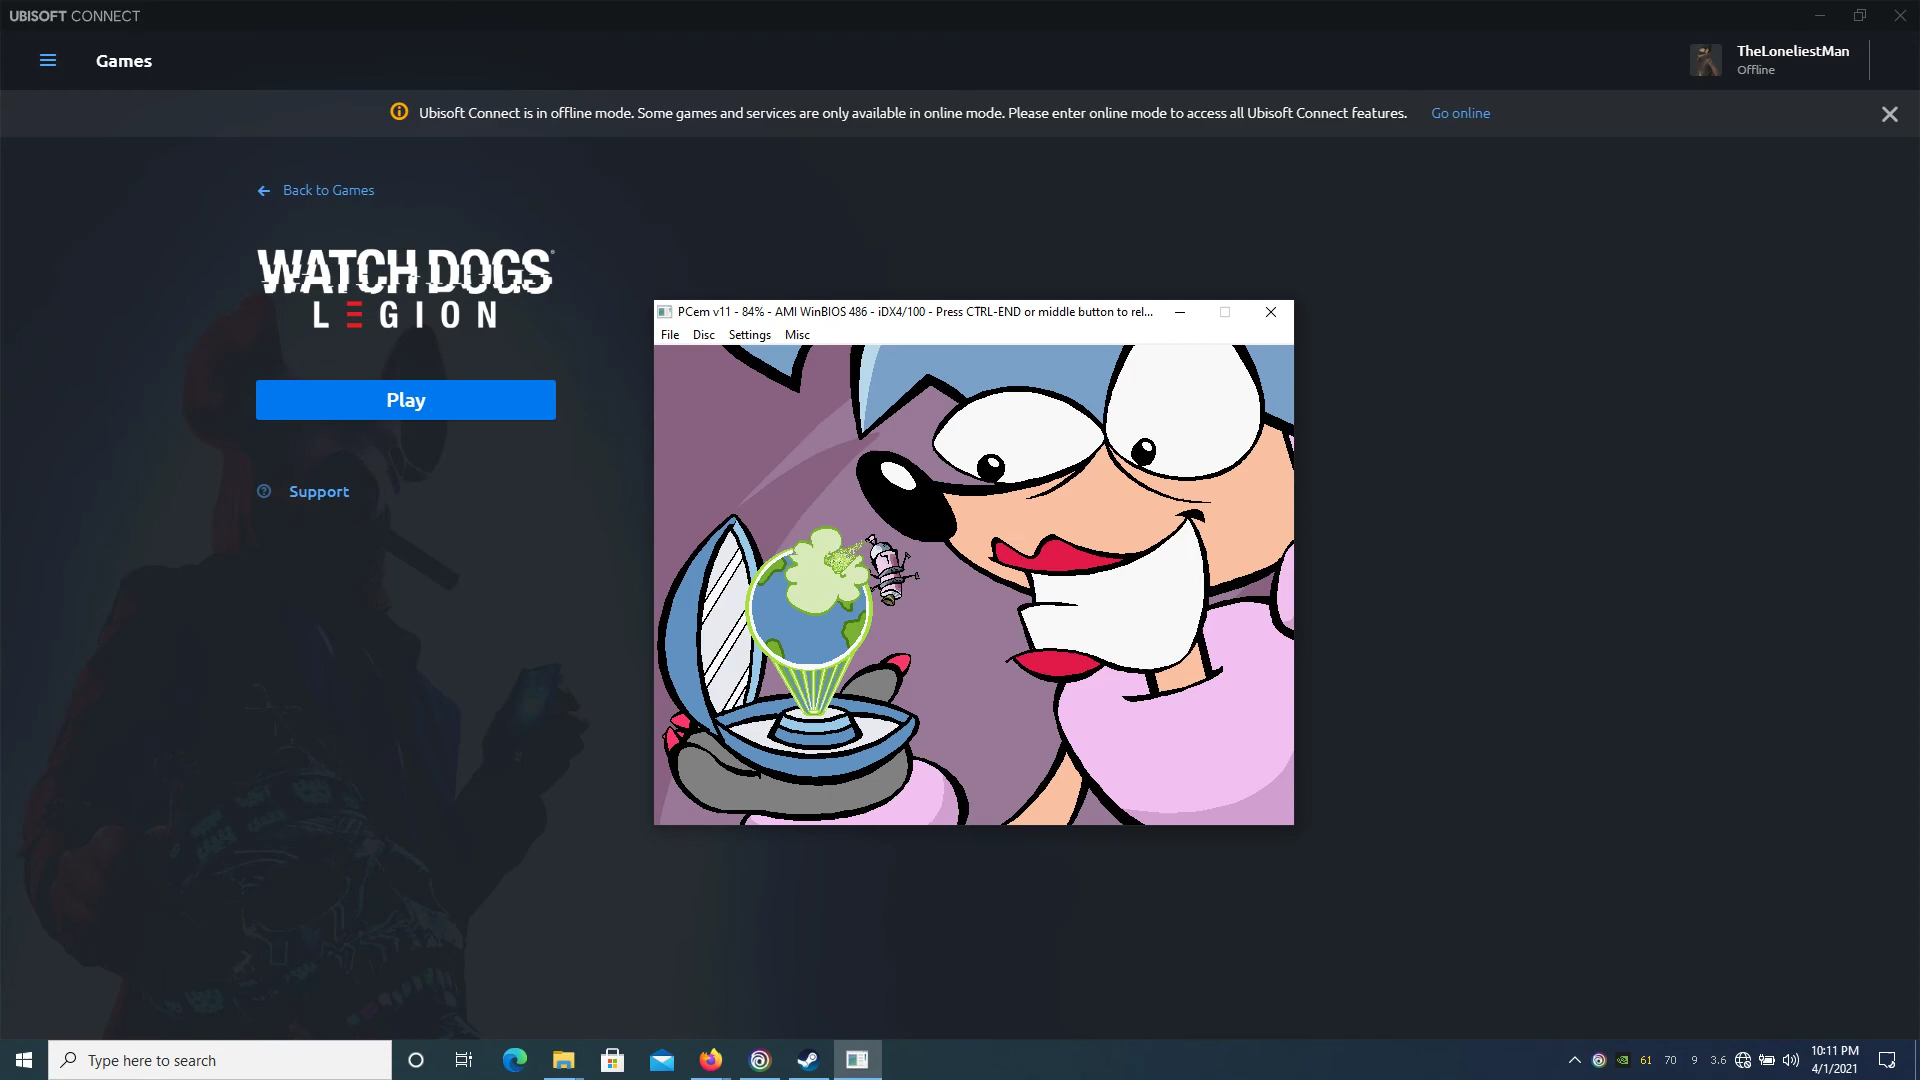 UBISOFT CONNECT
Games
TheLoneliestMan
Offline
Ubisoft Connect is in offline mode. Some games and services are only available in online mode. Please enter online mode to access all Ubisoft Connect features. Go online
Back to Games
WATCH DOGS
LEGION
Play
Support
PCem v11 - 84% - AMI WinBIOS 486 - iDX4/100 - Press CTRL-END or middle button to rel...
File Disc Settings Misc
Type here to search
61 70 9 3.6
10:11 PM
4/1/2021